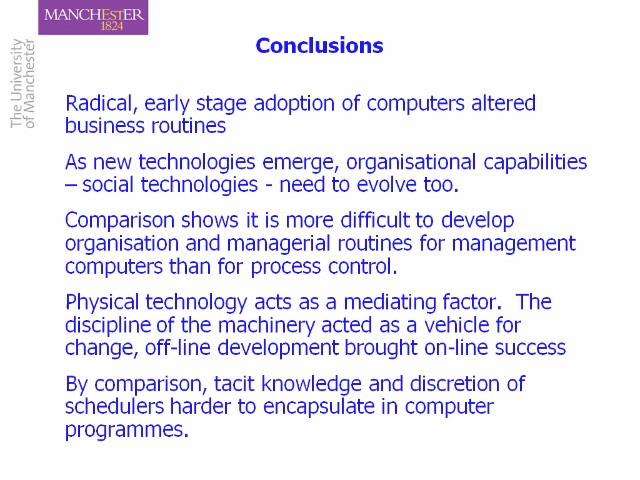 MANCHESTER
1824
The University
of Manchester
Conclusions
Radical, early stage adoption of computers altered
business routines
As new technologies emerge, organisational capabilities
– social technologies - need to evolve too.
Comparison shows it is more difficult to develop
organisation and managerial routines for management
computers than for process control.
Physical technology acts as a mediating factor.  The
discipline of the machinery acted as a vehicle for
change, off-line development brought on-line success
By comparison, tacit knowledge and discretion of
schedulers harder to encapsulate in computer
programmes.